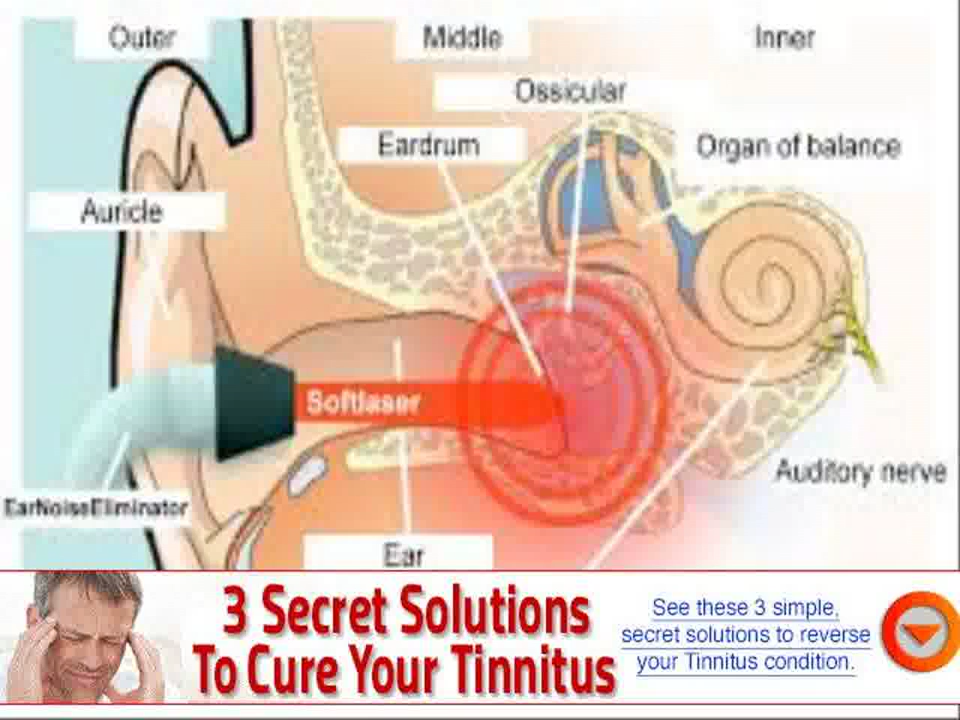 Outer
Middle
Inner
Ossicular
Eardrum
Organ of balance
Auricle
Softlaser
Auditory nerve
EarNoiseEliminator
Ear
3 Secret Solutions
To Cure Your Tinnitus
See these 3 simple,
secret solutions to reverse
your Tinnitus condition.